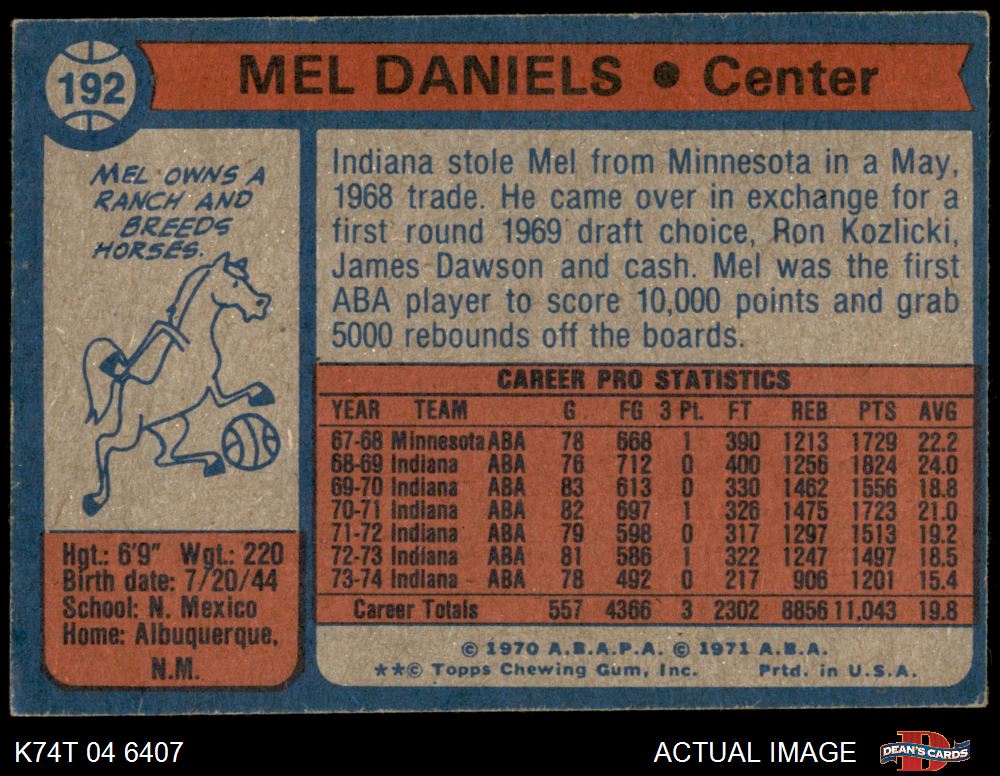 192
MEL DANIELS • Center
MEL OWNS A
RANCH AND
BREEDS
HORSES.
Indiana stole Mel from Minnesota in a May,
1968 trade. He came over in exchange for a
first round 1969 draft choice, Ron Kozlicki,
James Dawson and cash. Mel was the first
ABA player to score 10,000 points and grab
5000 rebounds off the boards.
CAREER PRO STATISTICS
YEAR TEAM G FG 3 Pt. FT REB PTS AVG
67-68 Minnesota ABA 78 668 1 390 1213 1729 22.2
68-69 Indiana ABA 76 712 0 400 1256 1824 24.0
69-70 Indiana ABA 83 613 0 330 1462 1556 18.8
70-71 Indiana ABA 82 697 1 326 1475 1723 21.0
71-72 Indiana ABA 79 598 0 317 1297 1513 19.2
72-73 Indiana ABA 81 586 1 322 1247 1497 18.5
73-74 Indiana ABA 78 492 0 217 906 1201 15.4
Career Totals 557 4366 3 2302 8856 11,043 19.8
Hgt.: 6'9" Wgt.: 220
Birth date: 7/20/44
School: N. Mexico
Home: Albuquerque,
N.M.
© 1970 A.B.A.P.A. © 1971 A.B.A.
**© Topps Chewing Gum, Inc. Prtd. in U.S.A.
K74T 04 6407
ACTUAL IMAGE
D
DEAN'S CARDS